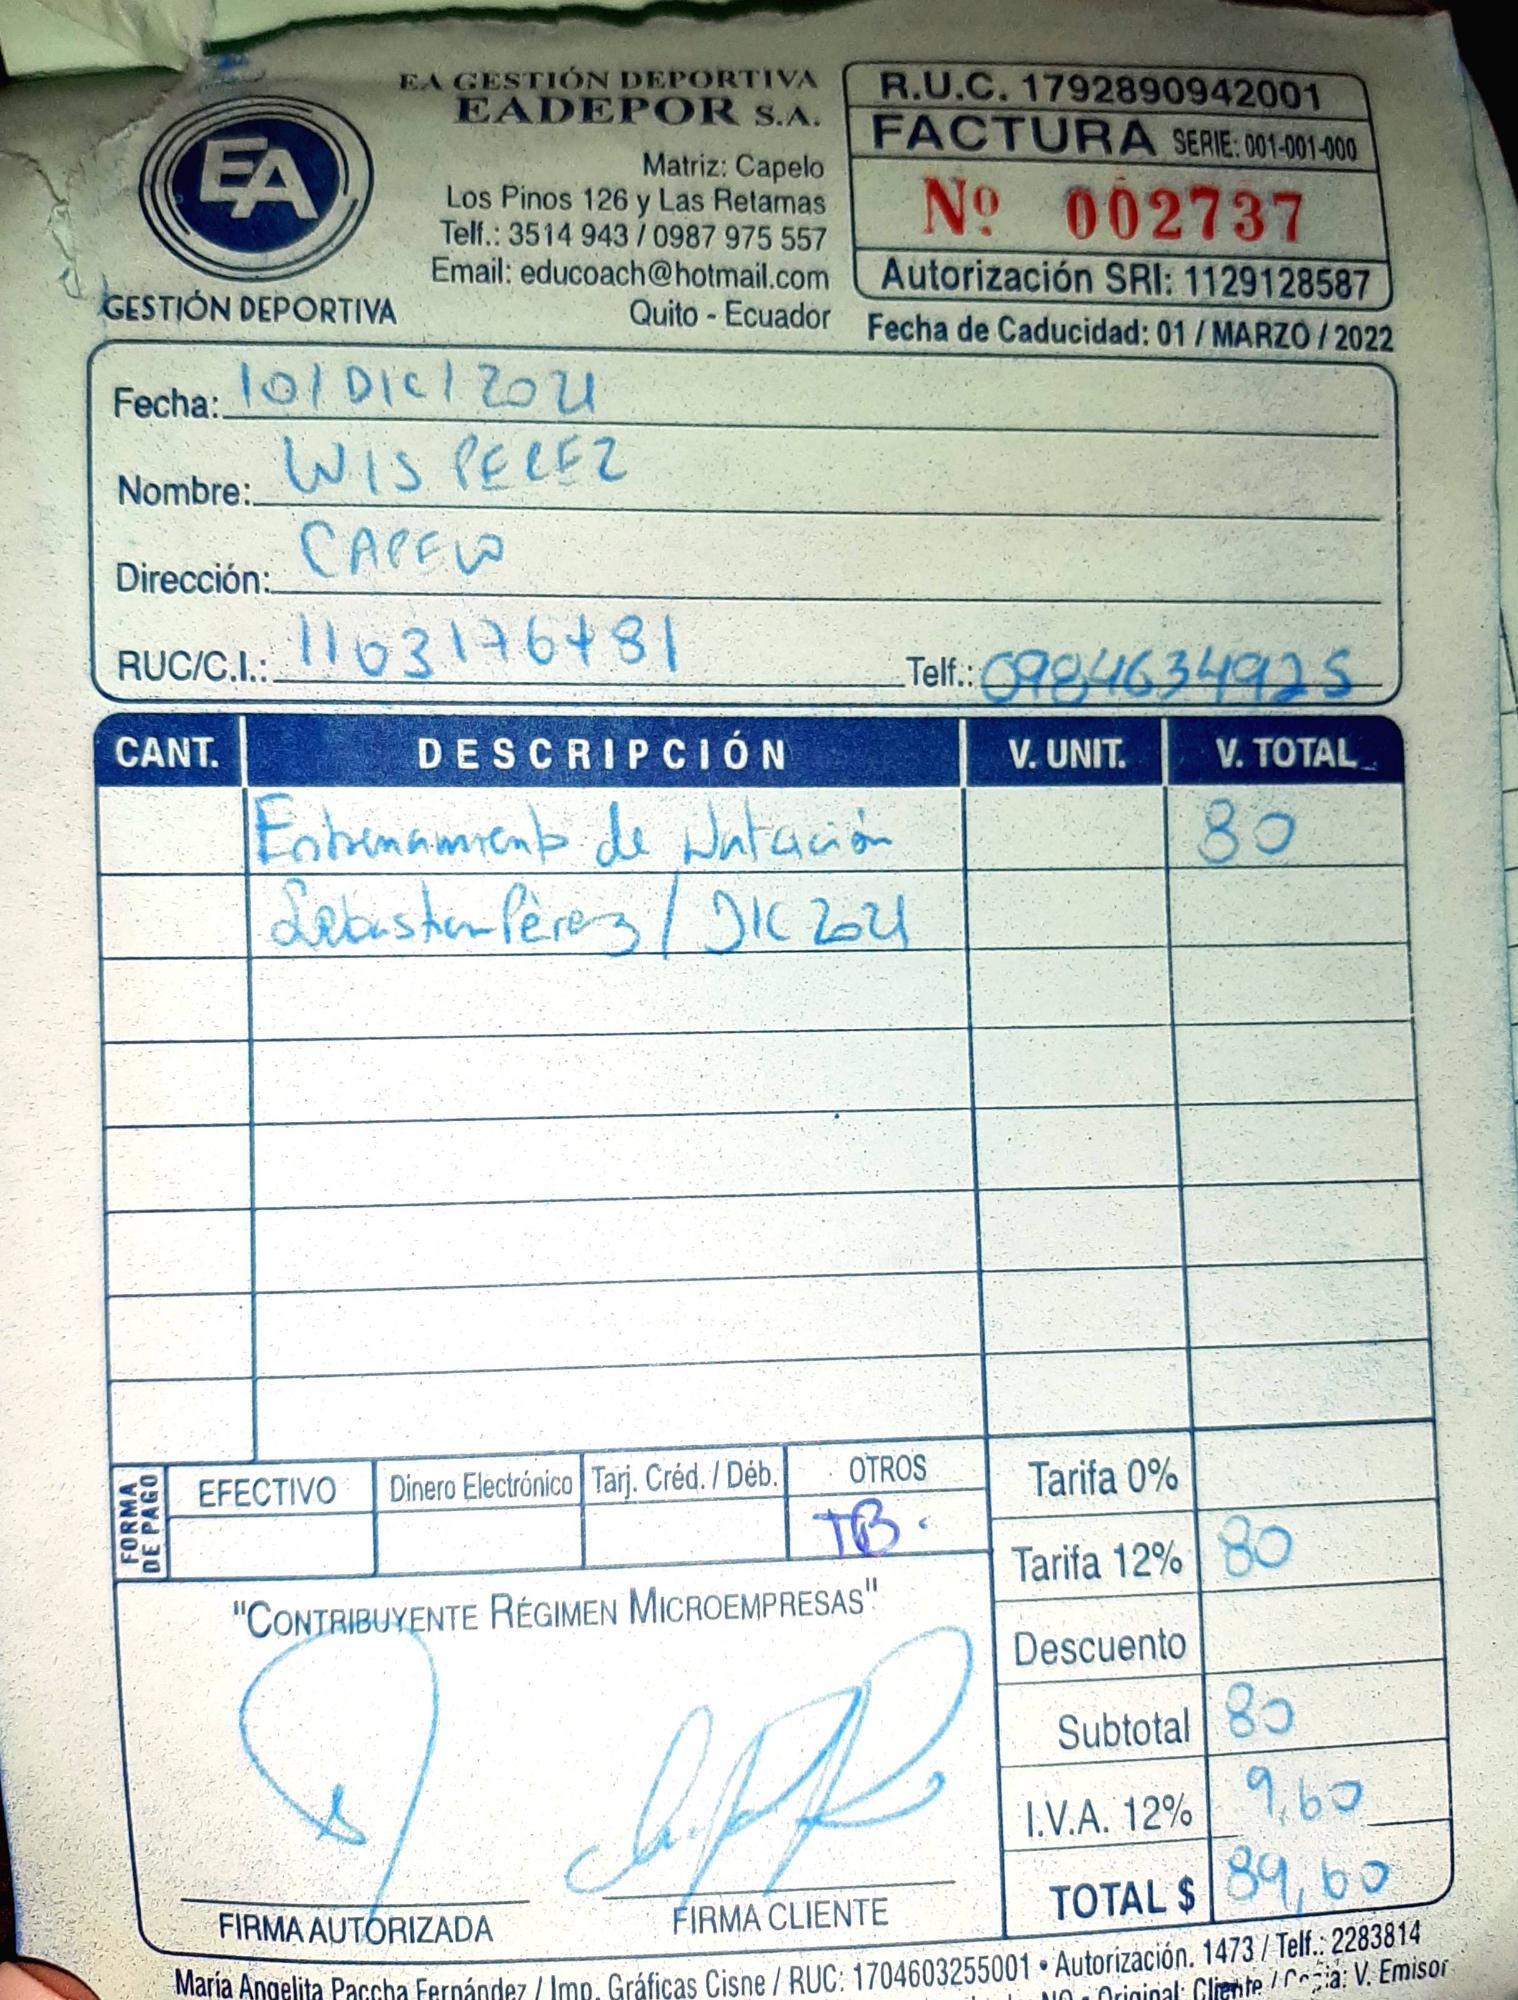 EA GESTIÓN DEPORTIVA
EADEPOR S.A.
EA
GESTIÓN DEPORTIVA
Matriz: Capelo
Los Pinos 126 y Las Retamas
Telf.: 3514 943 / 0987 975 557
Email: educoach@hotmail.com
Quito - Ecuador
R.U.C. 1792890942001
FACTURA SERIE: 001-001-000
Nº 002737
Autorización SRI: 1129128587
Fecha de Caducidad: 01 / MARZO / 2022
Fecha: 10 / DIC / 2021
Nombre: LUIS PEREZ
Dirección: CAPELO
RUC/C.I.: 1103176481 Telf.: 0984634925
CANT. DESCRIPCIÓN V. UNIT. V. TOTAL
Entrenamiento de Natación 80
Sebastian Pérez / DIC 2021
FORMA DE PAGO
EFECTIVO Dinero Electrónico Tarj. Créd. / Déb. OTROS
TB.
Tarifa 0%
Tarifa 12% 80
Descuento
Subtotal 80
I.V.A. 12% 9,60
TOTAL $ 89,60
"CONTRIBUYENTE RÉGIMEN MICROEMPRESAS"
FIRMA AUTORIZADA FIRMA CLIENTE
María Angelita Paccha Fernández / Imp. Gráficas Cisne / RUC: 1704603255001 • Autorización. 1473 / Telf.: 2283814
NO - Original: Cliente / Copia: V. Emisor